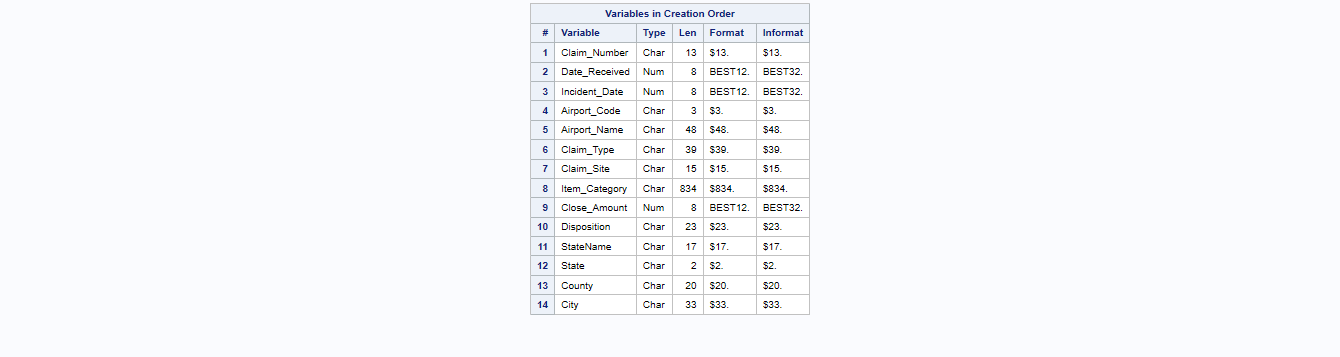 Variables in Creation Order
# Variable Type Len Format Informat
1 Claim_Number Char 13 $13. $13.
2 Date_Received Num 8 BEST12. BEST32.
3 Incident_Date Num 8 BEST12. BEST32.
4 Airport_Code Char 3 $3. $3.
5 Airport_Name Char 48 $48. $48.
6 Claim_Type Char 39 $39. $39.
7 Claim_Site Char 15 $15. $15.
8 Item_Category Char 834 $834. $834.
9 Close_Amount Num 8 BEST12. BEST32.
10 Disposition Char 23 $23. $23.
11 StateName Char 17 $17. $17.
12 State Char 2 $2. $2.
13 County Char 20 $20. $20.
14 City Char 33 $33. $33.